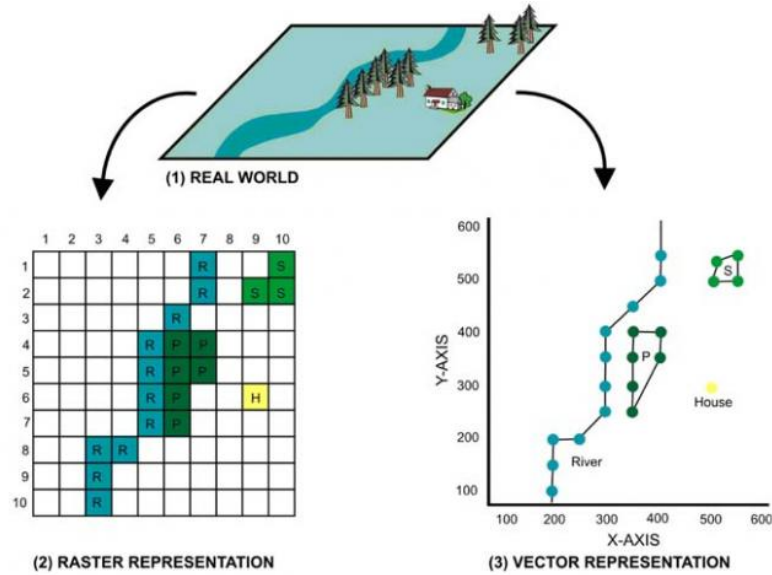 (1) REAL WORLD
1 2 3 4 5 6 7 8 9 10
1 R S
2 R S S
3 R
4 R P P
5 R P P
6 R P H
7 R P
8 R R
9 R
10 R
(2) RASTER REPRESENTATION
600
500
400
300
200
100
Y-AXIS
S
P
House
River
100 200 300 400 500 600
X-AXIS
(3) VECTOR REPRESENTATION